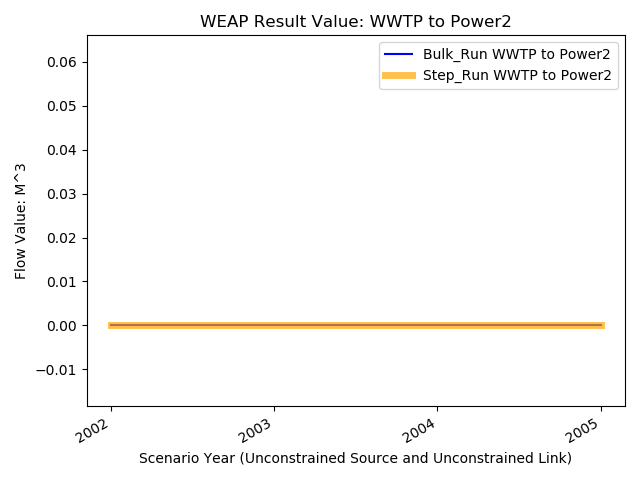 WEAP Result Value: WWTP to Power2
Bulk_Run WWTP to Power2
Step_Run WWTP to Power2
Flow Value: M^3
0.06
0.05
0.04
0.03
0.02
0.01
0.00
−0.01
2002
2003
2004
2005
Scenario Year (Unconstrained Source and Unconstrained Link)